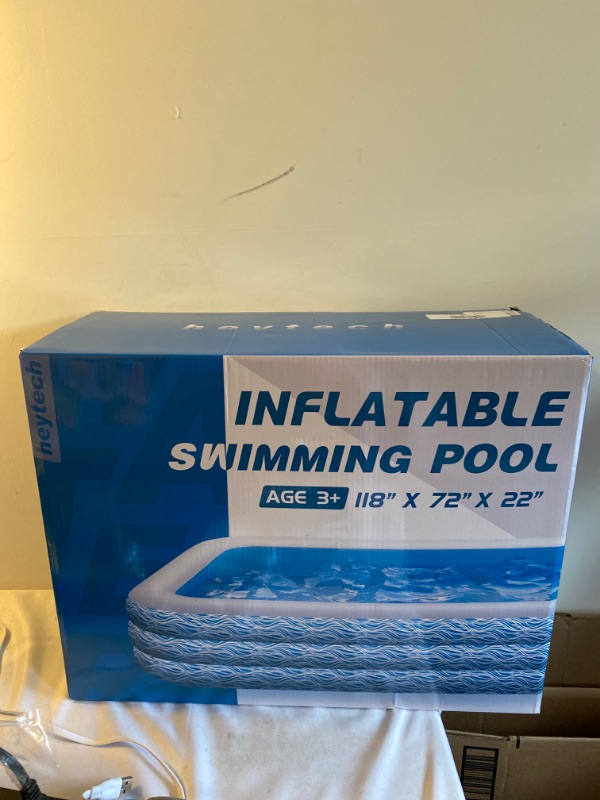 heytech
heytech
INFLATABLE
SWIMMING POOL
AGE 3+ 118" X 72" X 22"